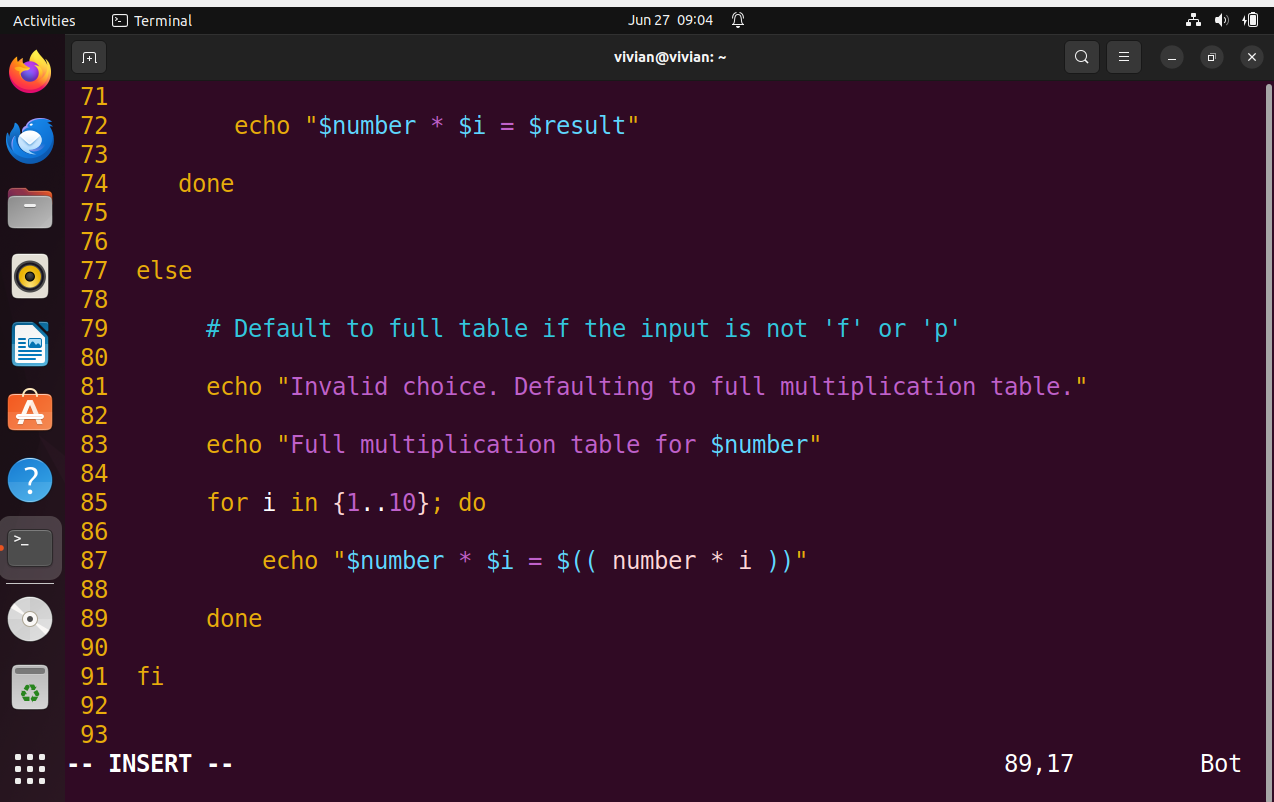 Activities Terminal Jun 27 09:04
vivian@vivian: ~
71
72 echo "$number * $i = $result"
73
74 done
75
76
77 else
78
79 # Default to full table if the input is not 'f' or 'p'
80
81 echo "Invalid choice. Defaulting to full multiplication table."
82
83 echo "Full multiplication table for $number"
84
85 for i in {1..10}; do
86
87 echo "$number * $i = $(( number * i ))"
88
89 done
90
91 fi
92
93
-- INSERT -- 89,17 Bot